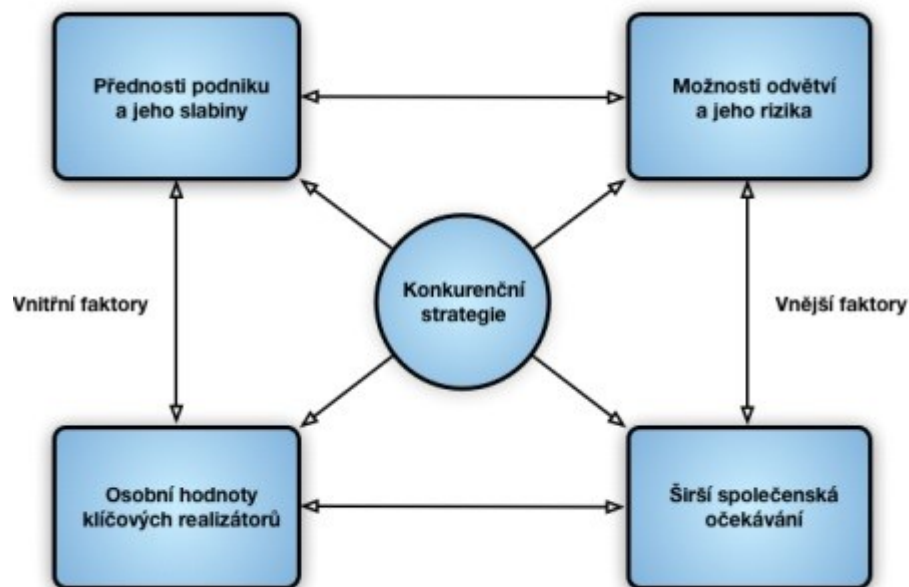 Přednosti podniku
a jeho slabiny
Možnosti odvětví
a jeho rizika
Vnitřní faktory
Konkurenční
strategie
Vnější faktory
Osobní hodnoty
klíčových realizátorů
Širší společenská
očekávání